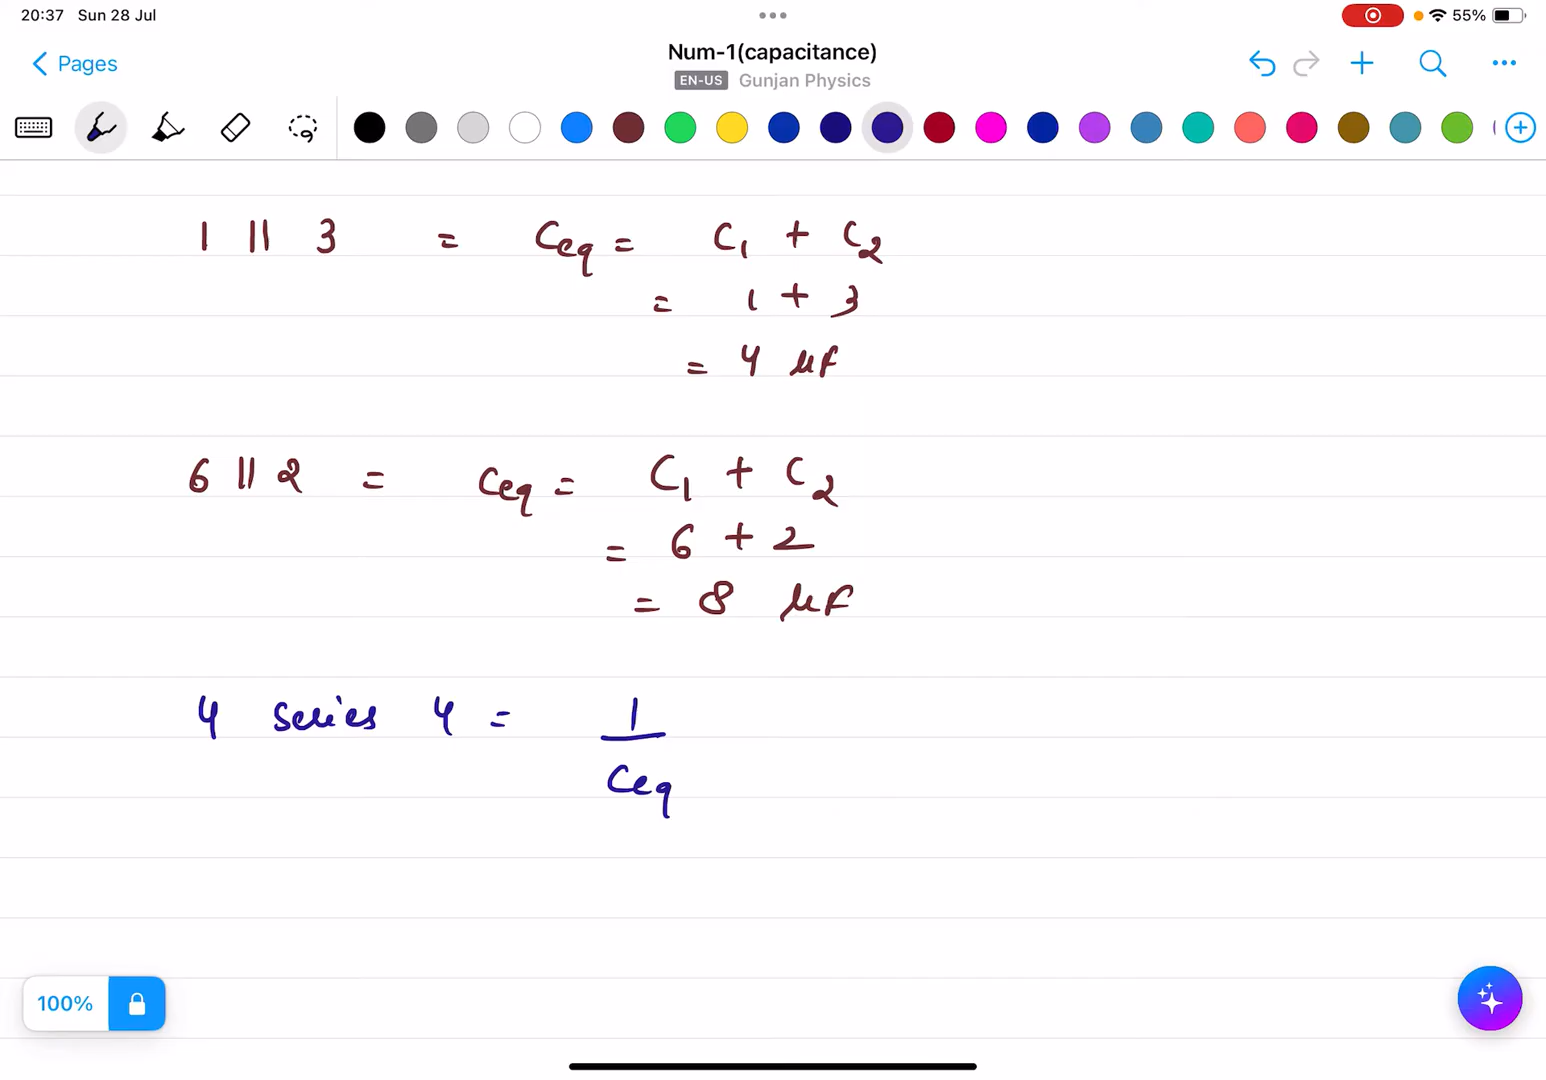 20:37 Sun 28 Jul
55%
Num-1(capacitance)
Pages
EN-US Gunjan Physics
1 || 3 = Ceq = C1 + C2
= 1 + 3
= 4 μF
6 || 2 = Ceq = C1 + C2
= 6 + 2
= 8 μF
4 series 4 = 1
Ceq
100%